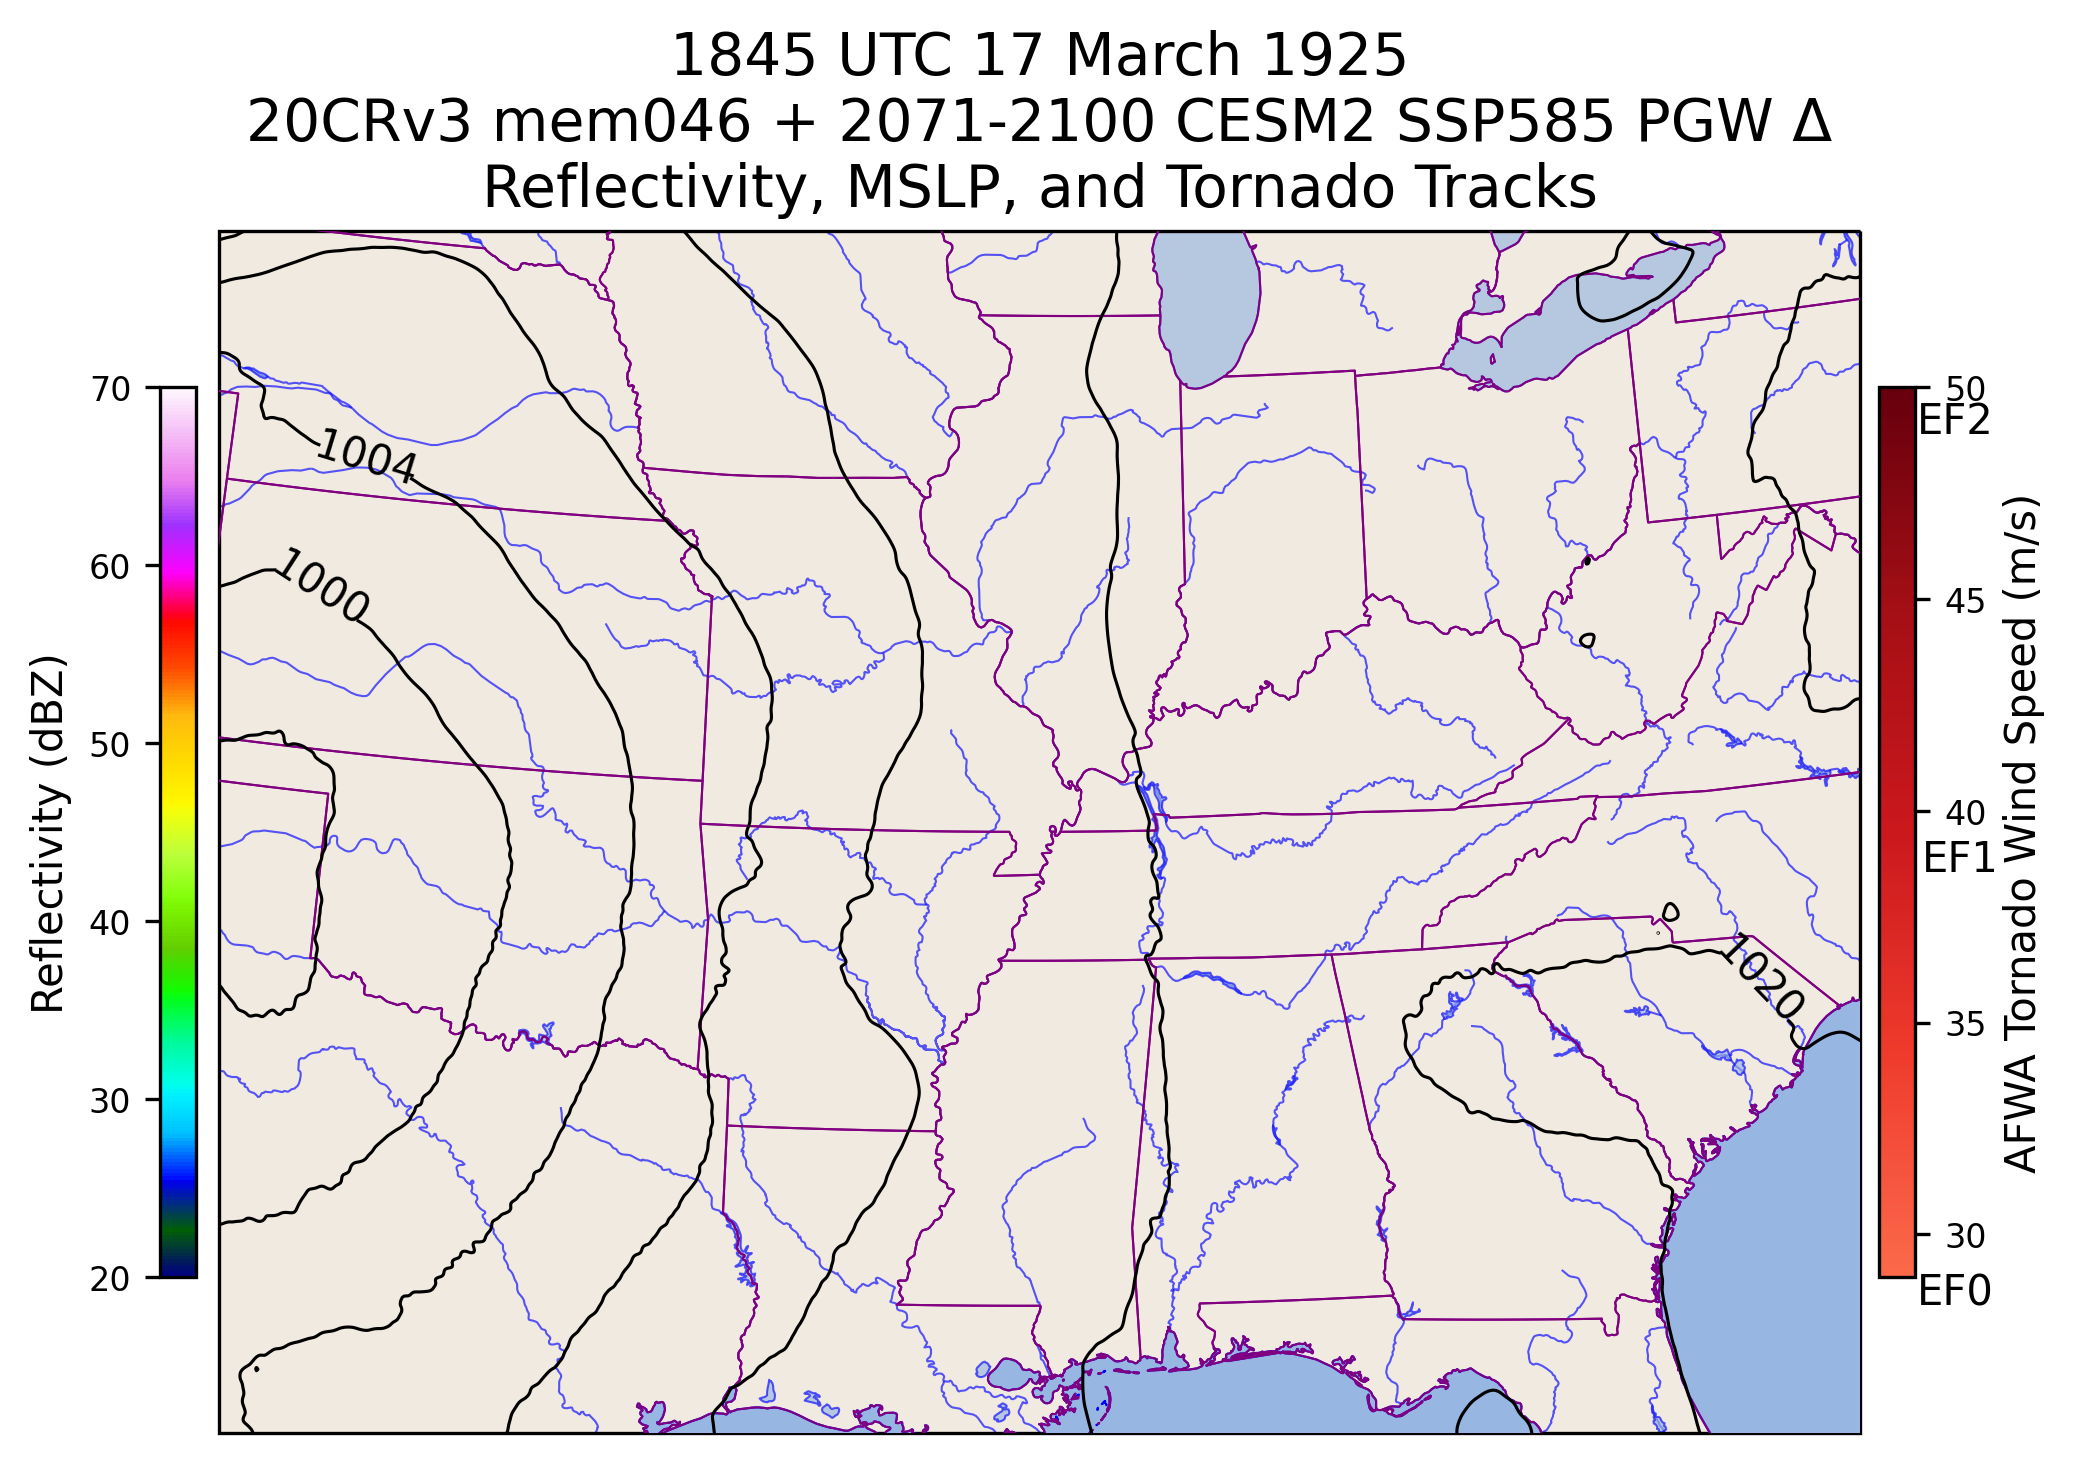 1845 UTC 17 March 1925
20CRv3 mem046 + 2071-2100 CESM2 SSP585 PGW Δ
Reflectivity, MSLP, and Tornado Tracks
70
60
50
40
30
20
Reflectivity (dBZ)
1004
1000
1020
50
EF2
45
40
EF1
35
30
EF0
AFWA Tornado Wind Speed (m/s)